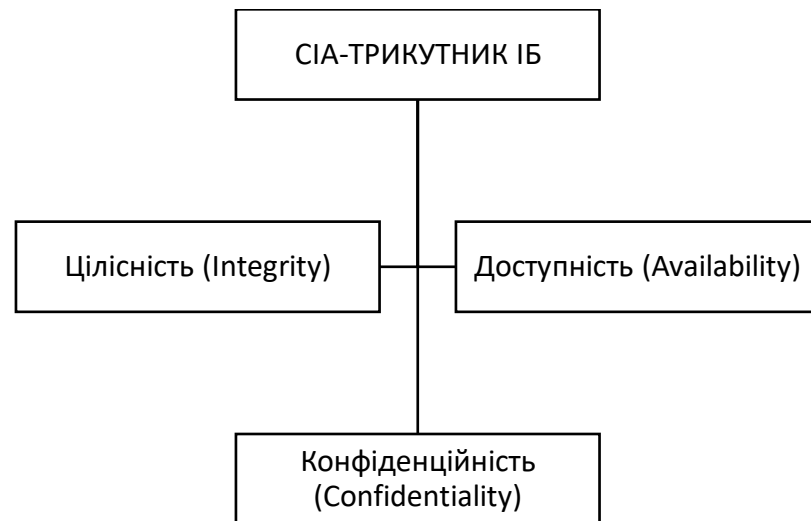 СІА-ТРИКУТНИК ІБ
Цілісність (Integrity)
Доступність (Availability)
Конфіденційність
(Confidentiality)